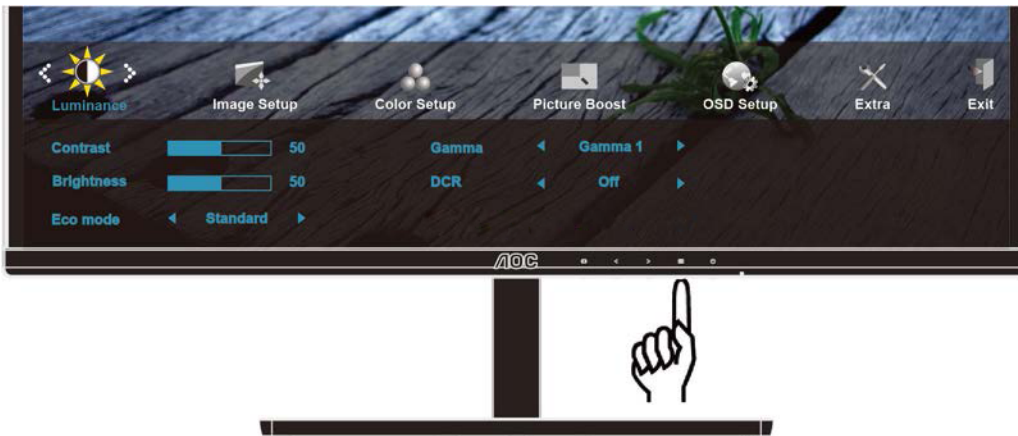 Luminance Image Setup Color Setup Picture Boost OSD Setup Extra Exit
Contrast 50 Gamma Gamma 1
Brightness 50 DCR Off
Eco mode Standard
AOC